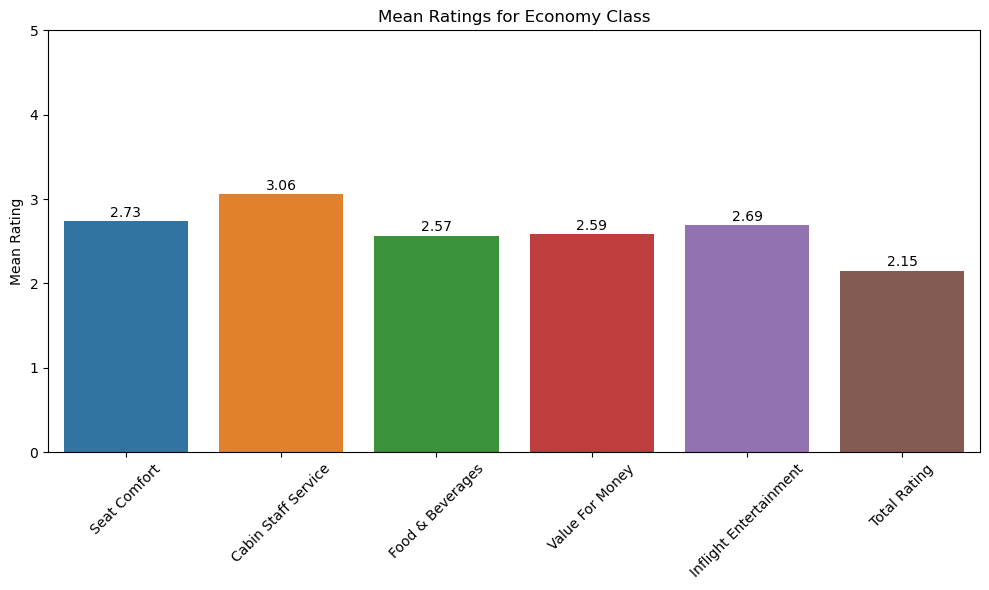 Mean Ratings for Economy Class
5
4
3
2
1
0
Mean Rating
2.73
3.06
2.57
2.59
2.69
2.15
Seat Comfort
Cabin Staff Service
Food & Beverages
Value For Money
Inflight Entertainment
Total Rating